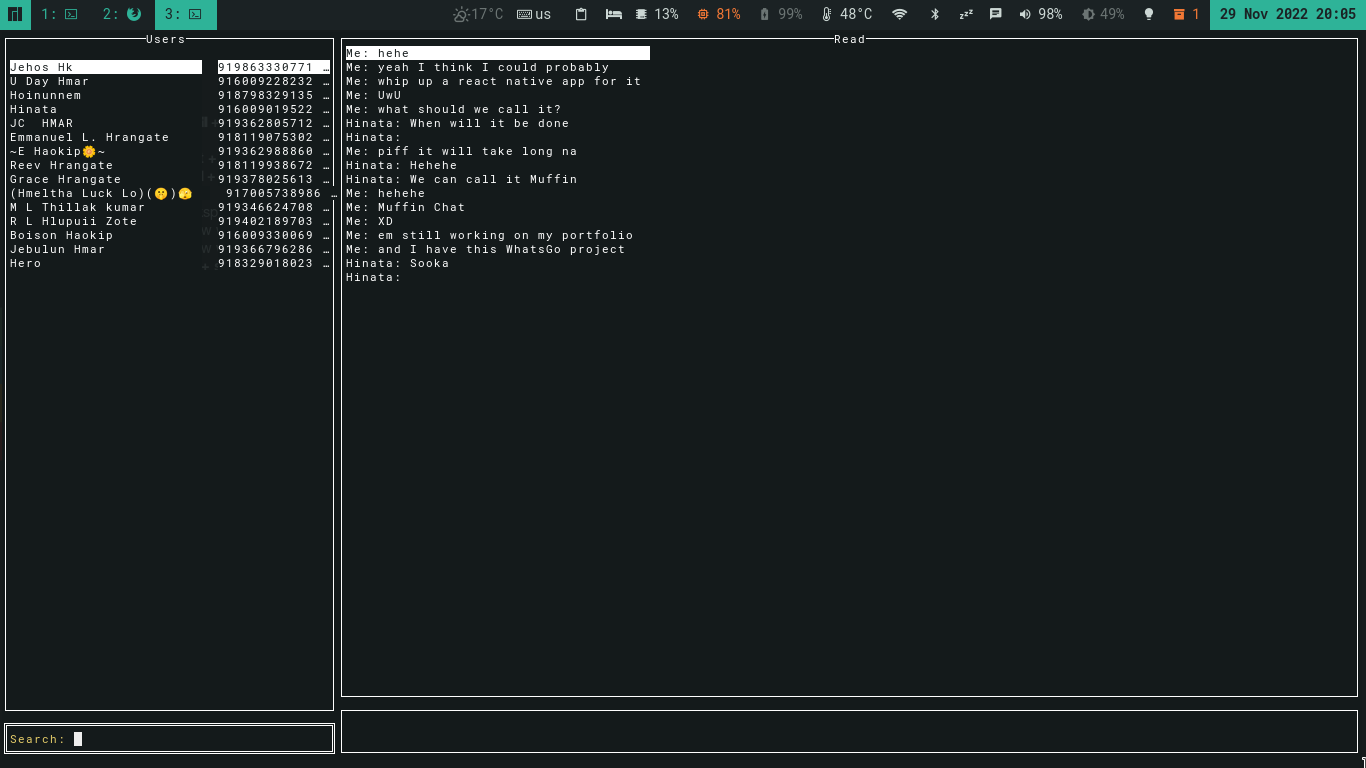 1: 2: 3: 17°C us 13% 81% 99% 48°C 98% 49% 1 29 Nov 2022 20:05
Users
Jehos Hk 919863330771 …
U Day Hmar 916009228232 …
Hoinunnem 918798329135 …
Hinata 916009019522 …
JC  HMAR 919362805712 …
Emmanuel L. Hrangate 918119075302 …
~E Haokip🌼~ 919362988860 …
Reev Hrangate 918119938672 …
Grace Hrangate 919378025613 …
(Hmeltha Luck Lo)(🤫)🫣 917005738986 …
M L Thillak kumar 919346624708 …
R L Hlupuii Zote 919402189703 …
Boison Haokip 916009330069 …
Jebulun Hmar 919366796286 …
Hero 918329018023 …
Search:
Read
Me: hehe
Me: yeah I think I could probably
Me: whip up a react native app for it
Me: UwU
Me: what should we call it?
Hinata: When will it be done
Hinata:
Me: piff it will take long na
Hinata: Hehehe
Hinata: We can call it Muffin
Me: hehehe
Me: Muffin Chat
Me: XD
Me: em still working on my portfolio
Me: and I have this WhatsGo project
Hinata: Sooka
Hinata: